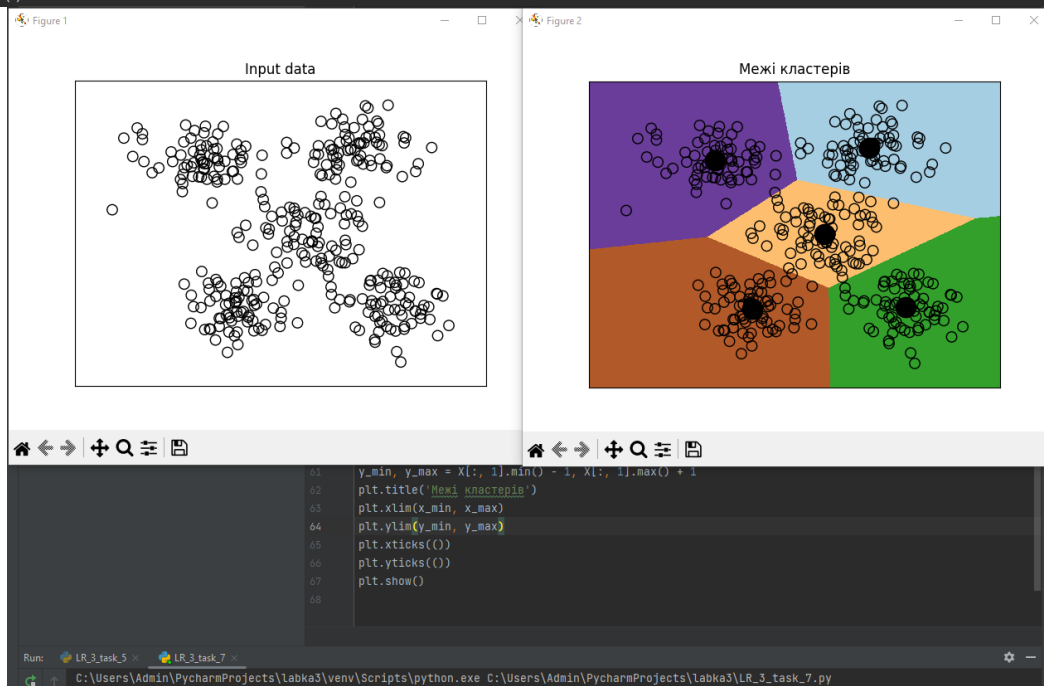 Figure 1
Figure 2
Input data
Межі кластерів
61 y_min, y_max = X[:, 1].min() - 1, X[:, 1].max() + 1
62 plt.title('Межі кластерів')
63 plt.xlim(x_min, x_max)
64 plt.ylim(y_min, y_max)
65 plt.xticks(())
66 plt.yticks(())
67 plt.show()
68
Run: LR_3_task_5 × LR_3_task_7 ×
C:\Users\Admin\PycharmProjects\labka3\venv\Scripts\python.exe C:\Users\Admin\PycharmProjects\labka3\LR_3_task_7.py